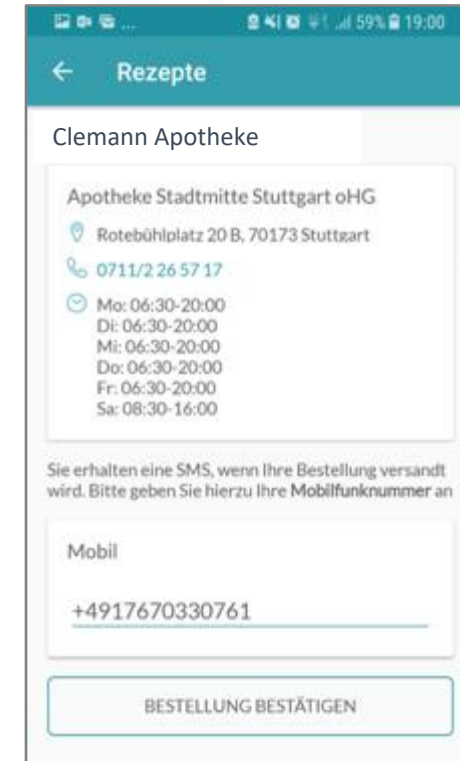 ... 59% 19:00
Rezepte
Clemann Apotheke
Apotheke Stadtmitte Stuttgart oHG
Rotebühlplatz 20 B, 70173 Stuttgart
0711/2 26 57 17
Mo: 06:30-20:00
Di: 06:30-20:00
Mi: 06:30-20:00
Do: 06:30-20:00
Fr: 06:30-20:00
Sa: 08:30-16:00
Sie erhalten eine SMS, wenn Ihre Bestellung versandt
wird. Bitte geben Sie hierzu Ihre Mobilfunknummer an
Mobil
+4917670330761
BESTELLUNG BESTÄTIGEN